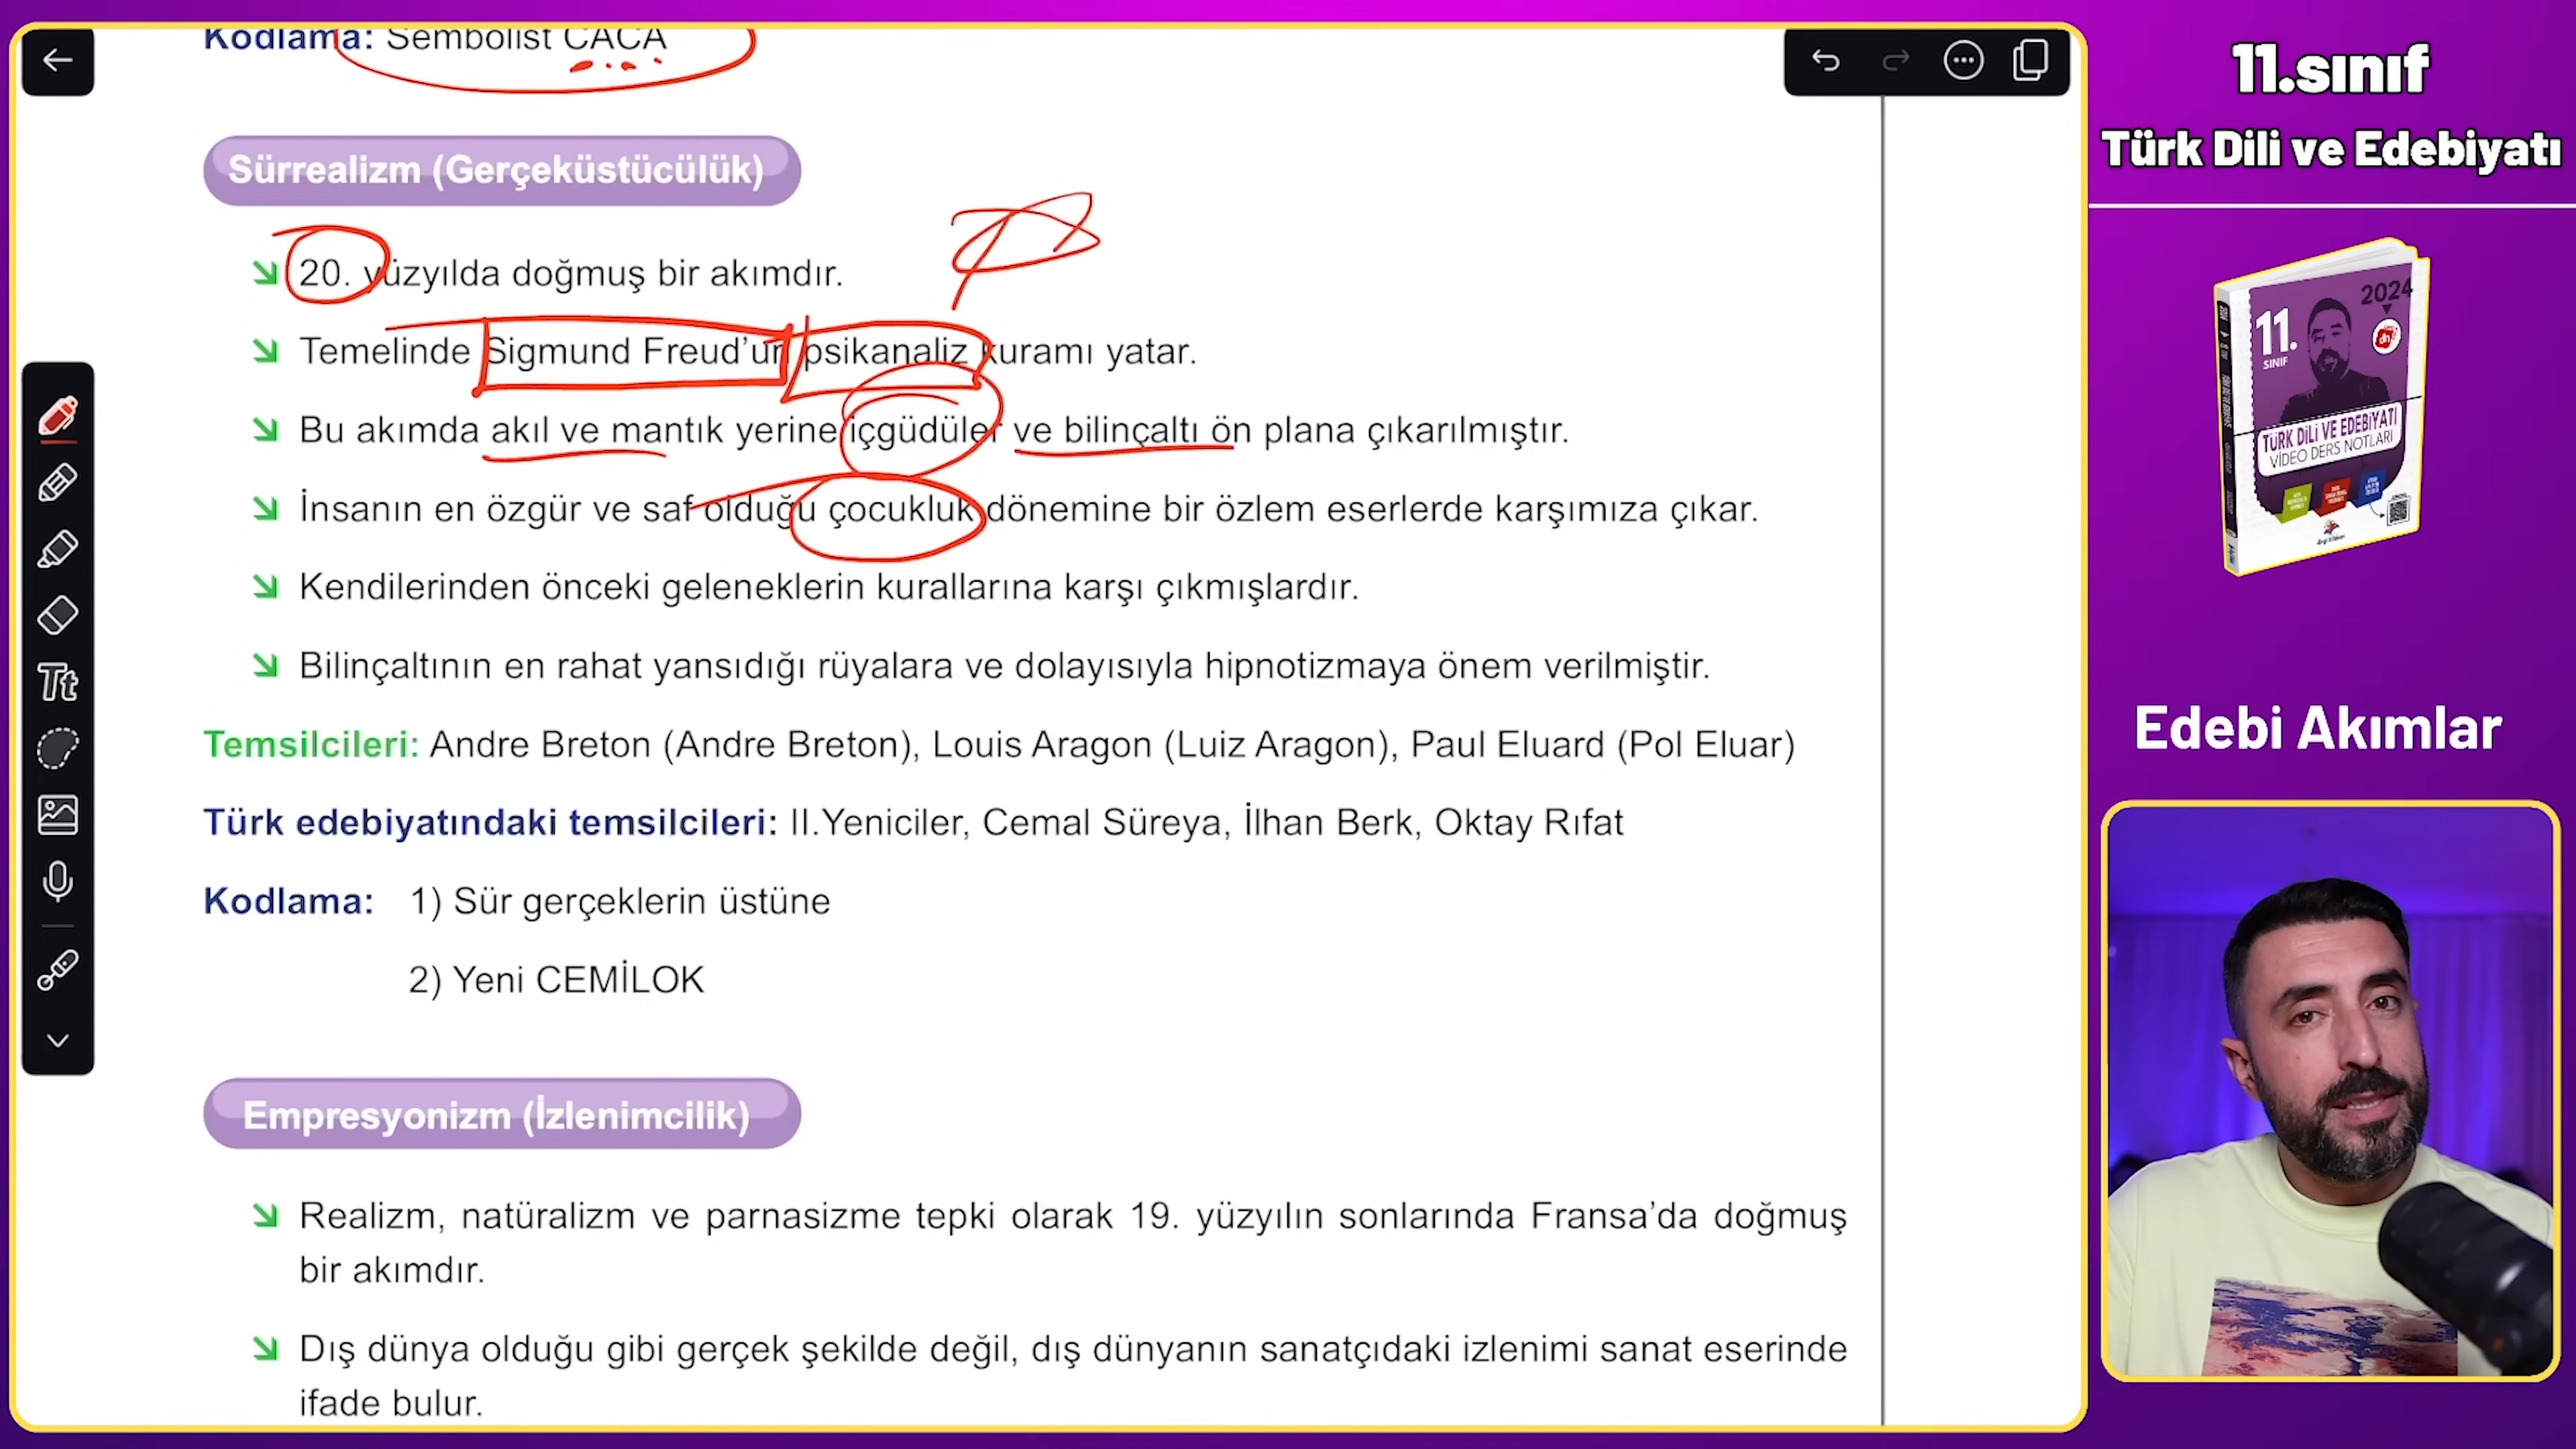 Kodlama: Sembolist CACA
Sürrealizm (Gerçeküstücülük)
20. yüzyılda doğmuş bir akımdır.
Temelinde Sigmund Freud'un psikanaliz kuramı yatar.
Bu akımda akıl ve mantık yerine içgüdüler ve bilinçaltı ön plana çıkarılmıştır.
İnsanın en özgür ve saf olduğu çocukluk dönemine bir özlem eserlerde karşımıza çıkar.
Kendilerinden önceki geleneklerin kurallarına karşı çıkmışlardır.
Bilinçaltının en rahat yansıdığı rüyalara ve dolayısıyla hipnotizmaya önem verilmiştir.
Temsilcileri: Andre Breton (Andre Breton), Louis Aragon (Luiz Aragon), Paul Eluard (Pol Eluar)
Türk edebiyatındaki temsilcileri: II.Yeniciler, Cemal Süreya, İlhan Berk, Oktay Rıfat
Kodlama: 1) Sür gerçeklerin üstüne
2) Yeni CEMİLOK
Empresyonizm (İzlenimcilik)
Realizm, natüralizm ve parnasizme tepki olarak 19. yüzyılın sonlarında Fransa'da doğmuş
bir akımdır.
Dış dünya olduğu gibi gerçek şekilde değil, dış dünyanın sanatçıdaki izlenimi sanat eserinde
ifade bulur.
Tt
11.sınıf
Türk Dili ve Edebiyatı
2024
11.
SINIF
TÜRK DİLİ VE EDEBİYATI
VİDEO DERS NOTLARI
Edebi Akımlar